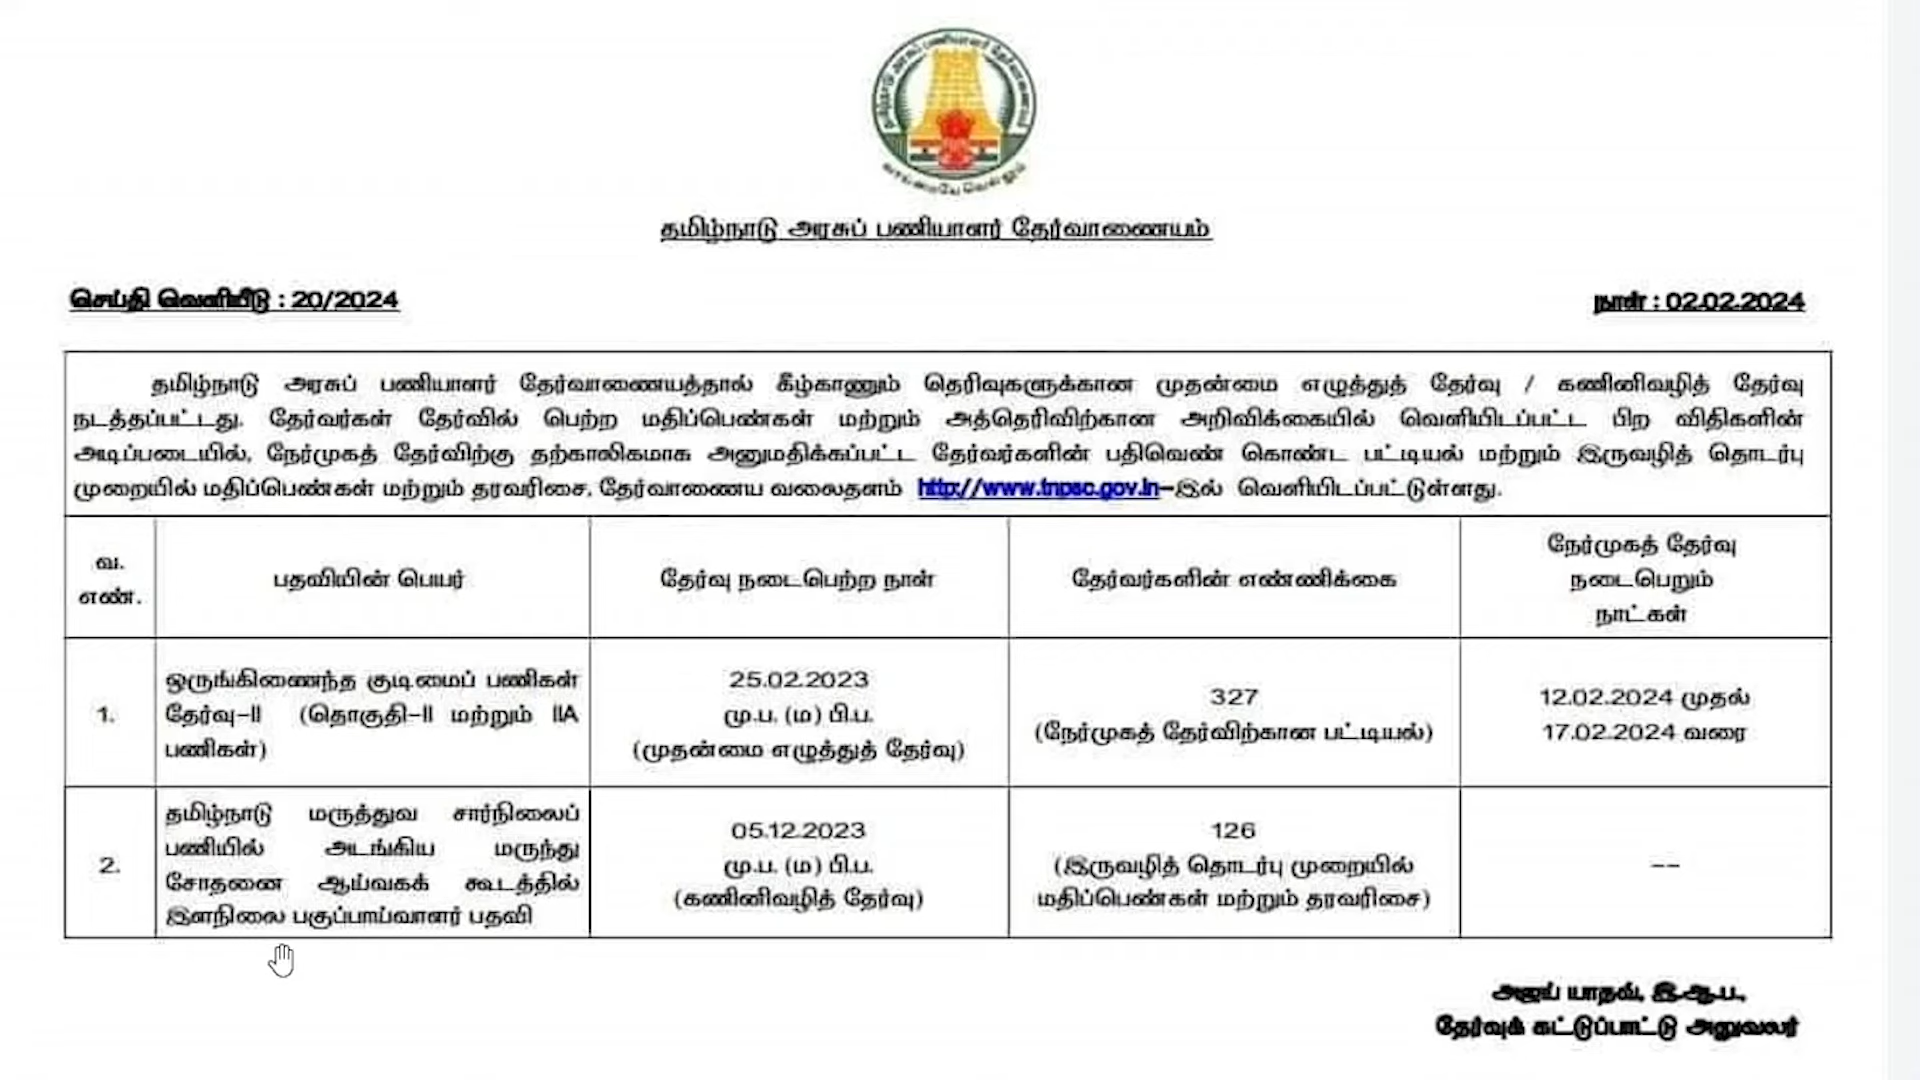 தமிழ்நாடு அரசுப் பணியாளர் தேர்வாணையம்
வாய்மையே வெல்லும்
தமிழ்நாடு அரசுப் பணியாளர் தேர்வாணையம்
செய்தி வெளியீடு : 20/2024
நாள் : 02.02.2024
தமிழ்நாடு அரசுப் பணியாளர் தேர்வாணையத்தால் கீழ்காணும் தெரிவுகளுக்கான முதன்மை எழுத்துத் தேர்வு / கணினிவழித் தேர்வு
நடத்தப்பட்டது. தேர்வர்கள் தேர்வில் பெற்ற மதிப்பெண்கள் மற்றும் அத்தெரிவிற்கான அறிவிக்கையில் வெளியிடப்பட்ட பிற விதிகளின்
அடிப்படையில், நேர்முகத் தேர்விற்கு தற்காலிகமாக அனுமதிக்கப்பட்ட தேர்வர்களின் பதிவெண் கொண்ட பட்டியல் மற்றும் இருவழித் தொடர்பு
முறையில் மதிப்பெண்கள் மற்றும் தரவரிசை, தேர்வாணைய வலைதளம் http://www.tnpsc.gov.in-இல் வெளியிடப்பட்டுள்ளது.
வ.
எண்.
பதவியின் பெயர்
தேர்வு நடைபெற்ற நாள்
தேர்வர்களின் எண்ணிக்கை
நேர்முகத் தேர்வு
நடைபெறும்
நாட்கள்
1.
ஒருங்கிணைந்த குடிமைப் பணிகள்
தேர்வு-II (தொகுதி-II மற்றும் IIA
பணிகள்)
25.02.2023
மு.ப. (ம) பி.ப.
(முதன்மை எழுத்துத் தேர்வு)
327
(நேர்முகத் தேர்விற்கான பட்டியல்)
12.02.2024 முதல்
17.02.2024 வரை
2.
தமிழ்நாடு மருத்துவ சார்நிலைப்
பணியில் அடங்கிய மருந்து
சோதனை ஆய்வகக் கூடத்தில்
இளநிலை பகுப்பாய்வாளர் பதவி
05.12.2023
மு.ப. (ம) பி.ப.
(கணினிவழித் தேர்வு)
126
(இருவழித் தொடர்பு முறையில்
மதிப்பெண்கள் மற்றும் தரவரிசை)
--
அஜய் யாதவ், இ.ஆ.ப.,
தேர்வுக் கட்டுப்பாட்டு அலுவலர்